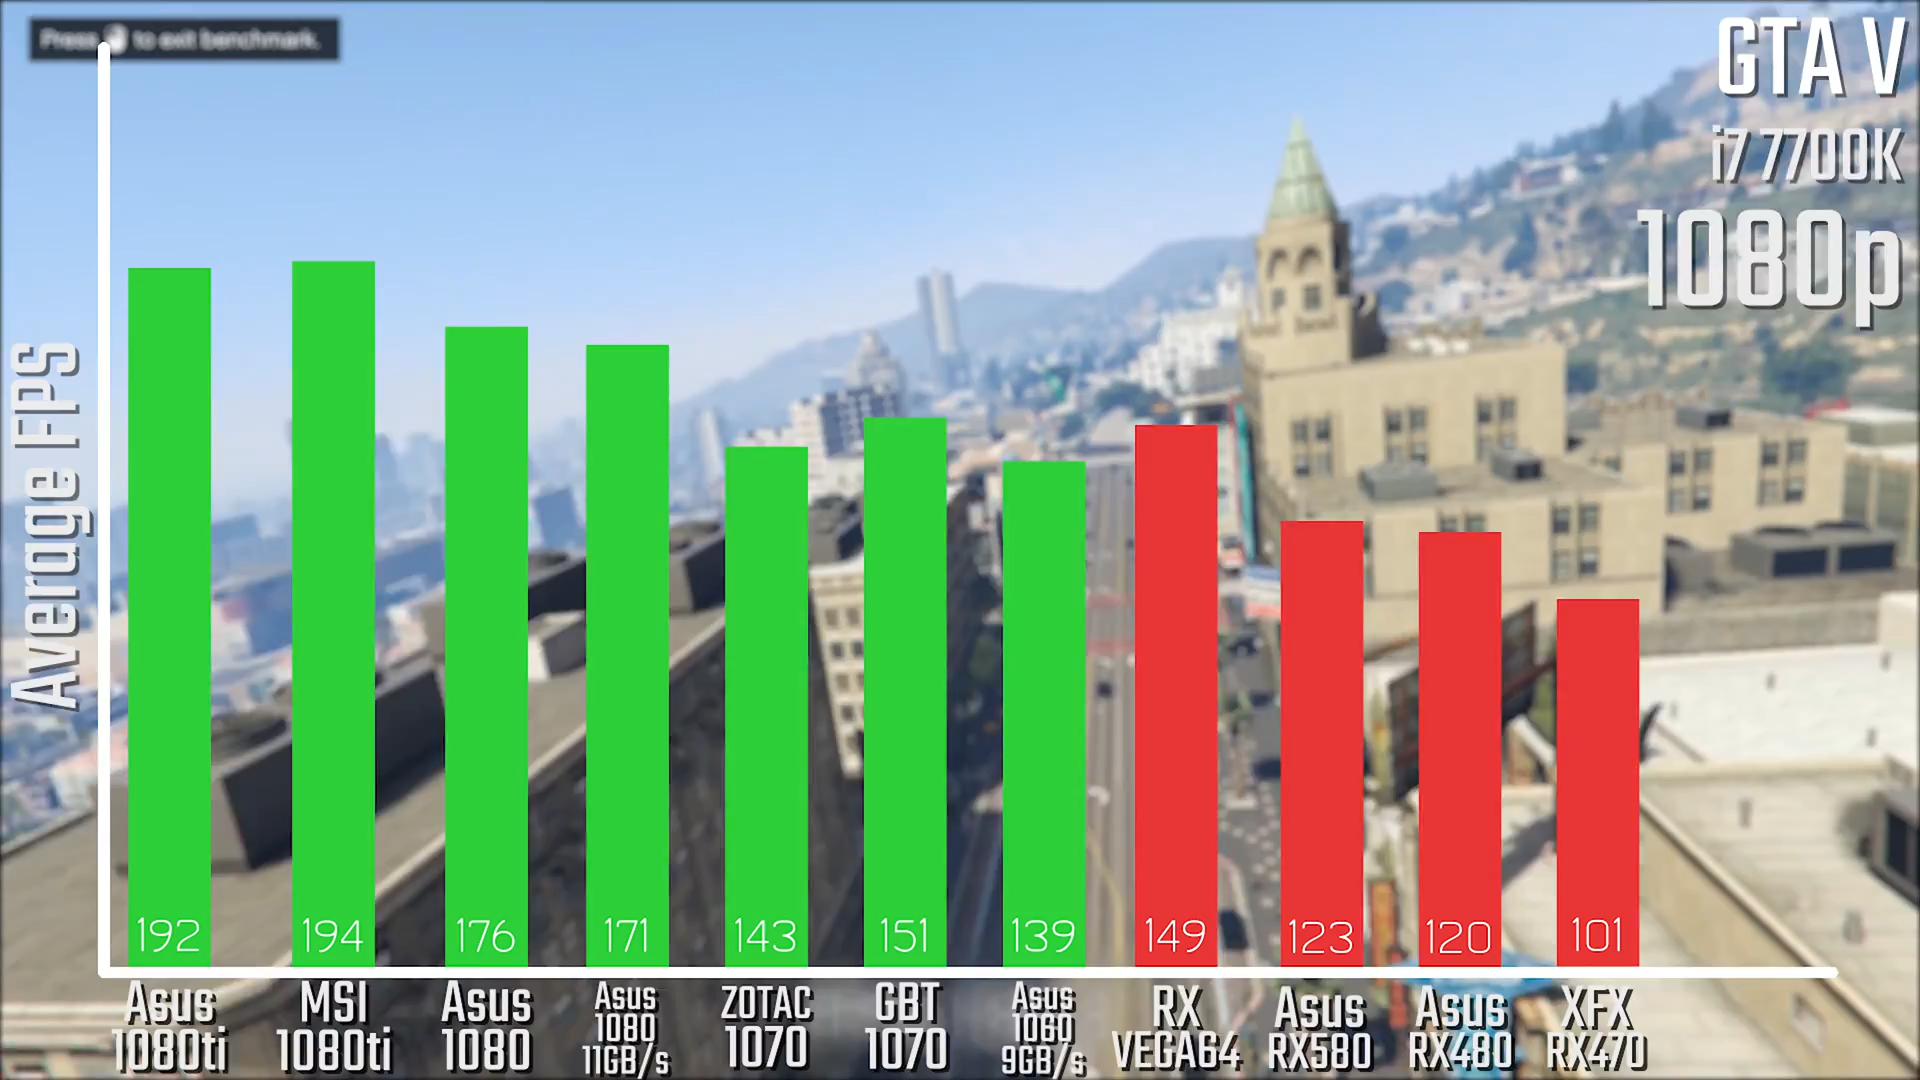 Press to exit benchmark.
GTA V
i7 7700K
1080p
Average FPS
192
194
176
171
143
151
139
149
123
120
101
Asus
1080ti
MSI
1080ti
Asus
1080
Asus
1080
11GB/s
ZOTAC
1070
GBT
1070
Asus
1060
9GB/s
RX
VEGA64
Asus
RX580
Asus
RX480
XFX
RX470